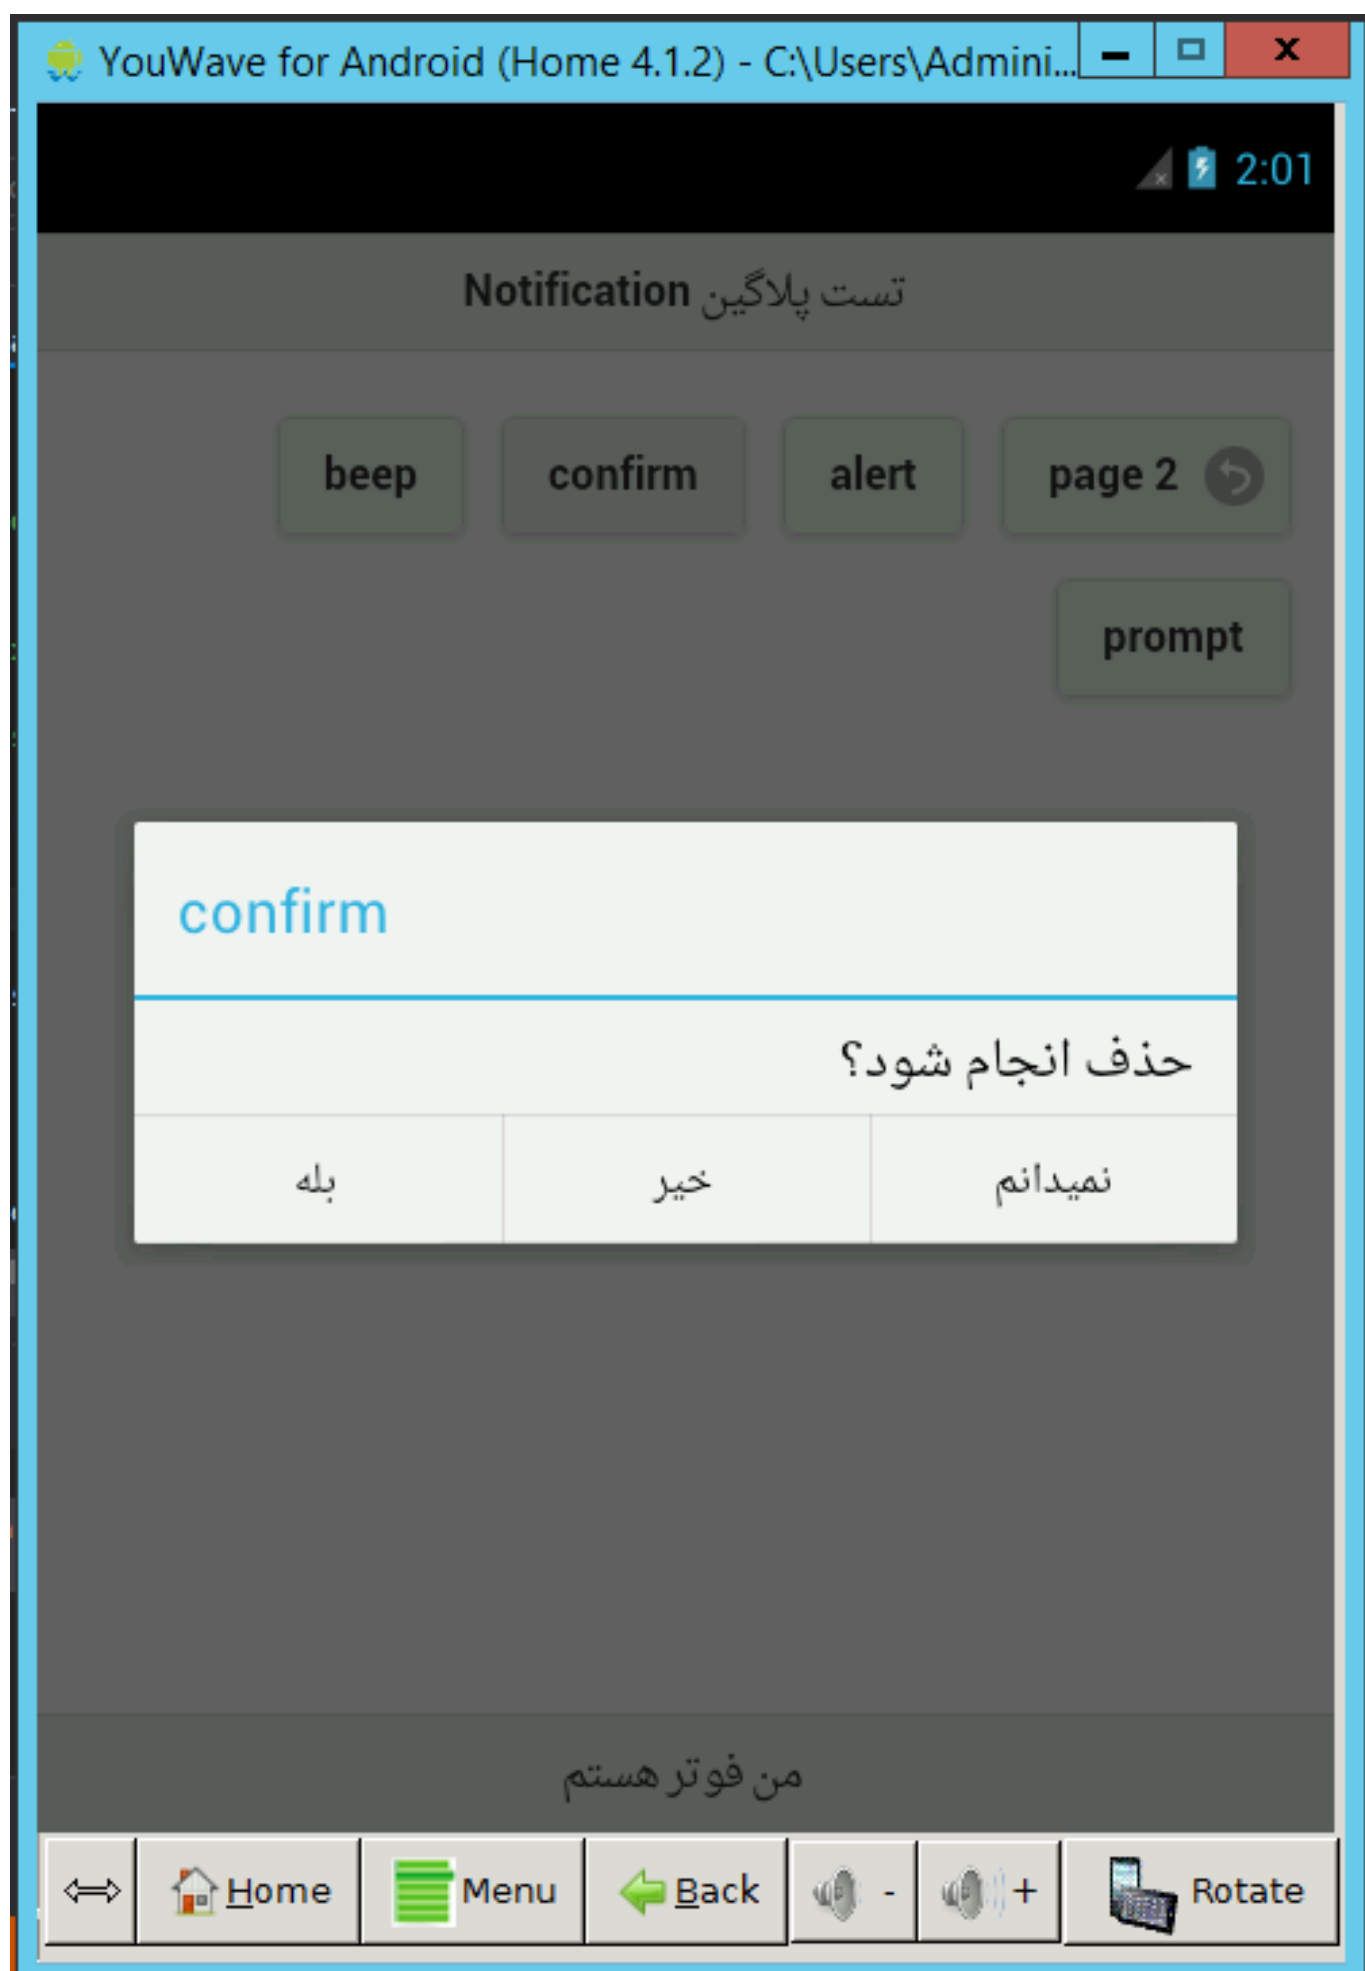 YouWave for Android (Home 4.1.2) - C:\Users\Admini...
2:01
تست پلاگین Notification
page 2 alert confirm beep
prompt
confirm
حذف انجام شود؟
نمیدانم خیر بله
من فوتر هستم
Home Menu Back - + Rotate